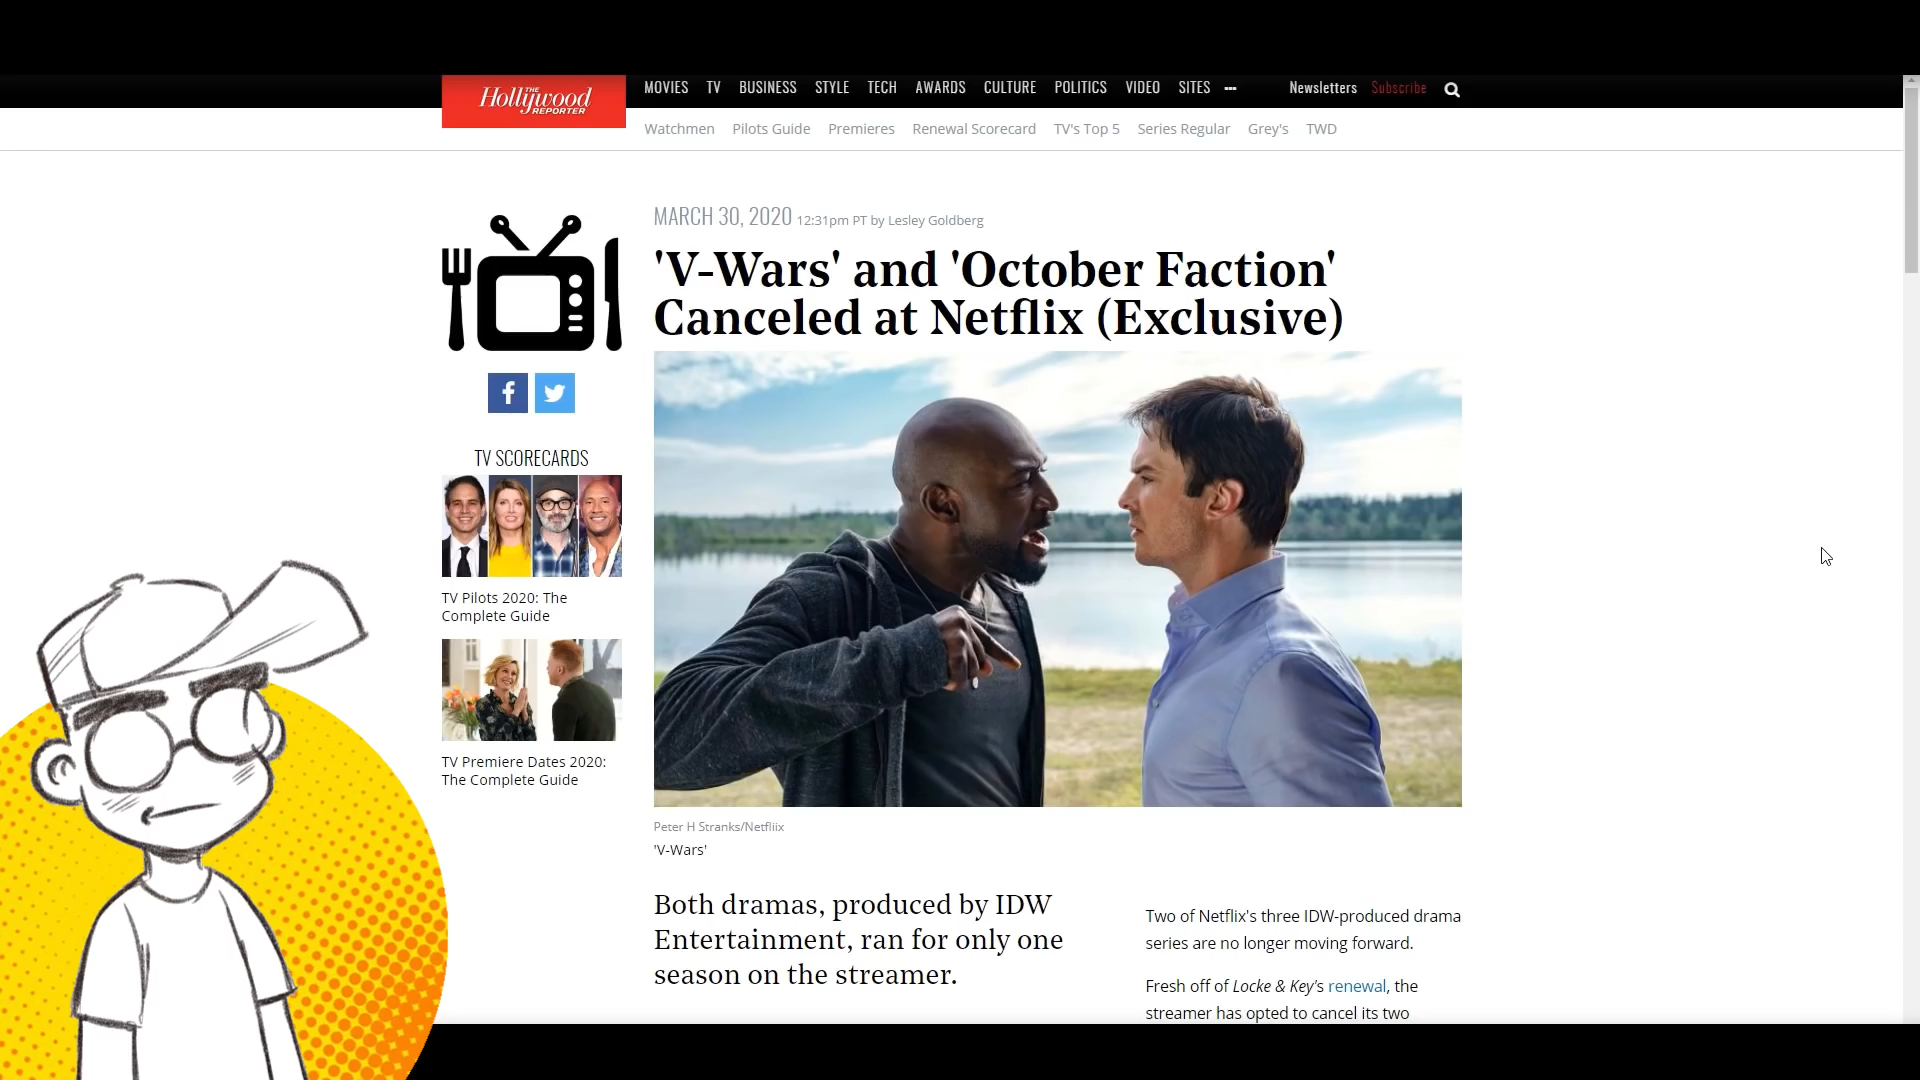 The Hollywood REPORTER
MOVIES TV BUSINESS STYLE TECH AWARDS CULTURE POLITICS VIDEO SITES ••• Newsletters Subscribe
Watchmen Pilots Guide Premieres Renewal Scorecard TV's Top 5 Series Regular Grey's TWD
MARCH 30, 2020 12:31pm PT by Lesley Goldberg
'V-Wars' and 'October Faction'
Canceled at Netflix (Exclusive)
TV SCORECARDS
TV Pilots 2020: The
Complete Guide
TV Premiere Dates 2020:
The Complete Guide
Peter H Stranks/Netfliix
'V-Wars'
Both dramas, produced by IDW
Entertainment, ran for only one
season on the streamer.
Two of Netflix's three IDW-produced drama
series are no longer moving forward.
Fresh off of Locke & Key's renewal, the
streamer has opted to cancel its two